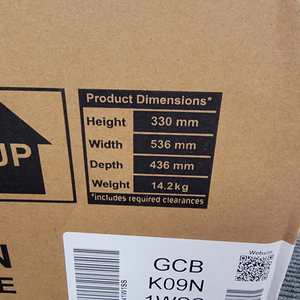 Product Dimensions*
Height 330 mm
Width 536 mm
Depth 436 mm
Weight 14.2kg
*includes required clearances
UP
Website
GCB
K09N